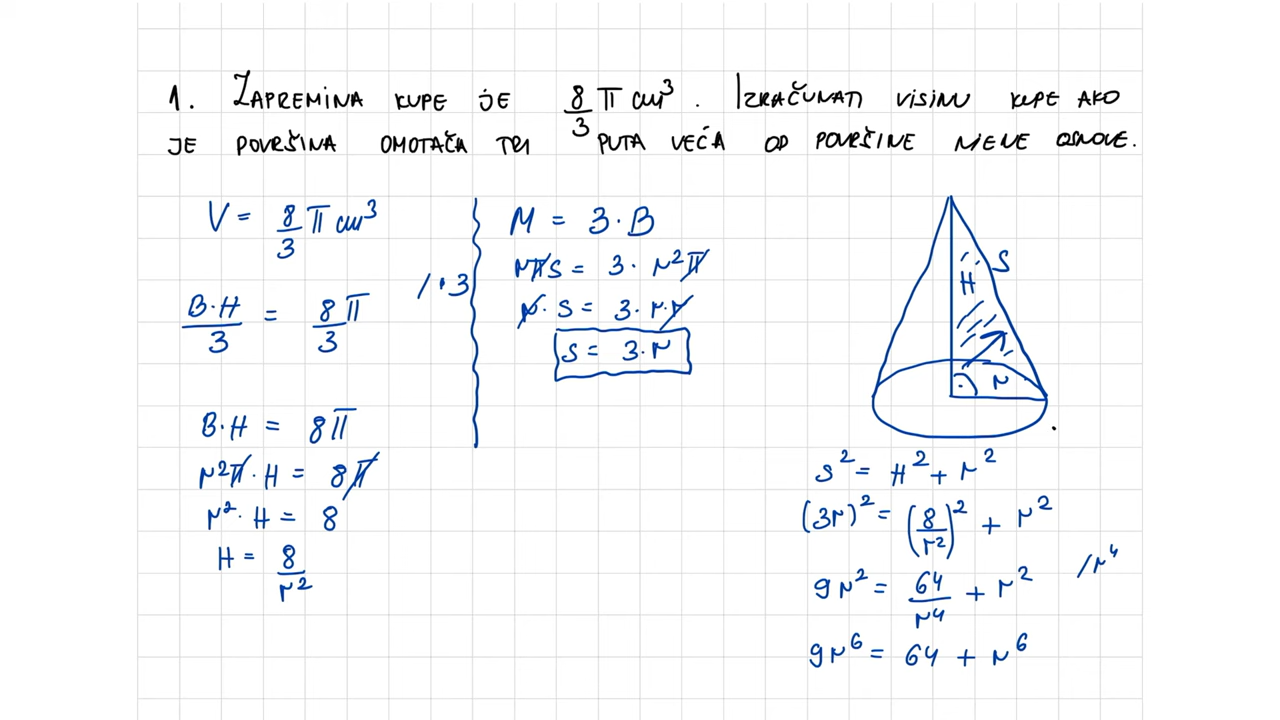 1. ZAPREMINA KUPE JE 8/3 π cm³. IZRAČUNATI VISINU KUPE AKO
JE POVRŠINA OMOTAČA TRI PUTA VEĆA OD POVRŠINE NJENE OSNOVE.
V = 8/3 π cm³
B·H/3 = 8π/3 /·3
B·H = 8π
r²π·H = 8π
r²·H = 8
H = 8/r²
M = 3·B
rπs = 3·r²π
r·s = 3·r·r
s = 3·r
s
H
r
s² = H² + r²
(3r)² = (8/r²)² + r²
9r² = 64/r⁴ + r² /r⁴
9r⁶ = 64 + r⁶